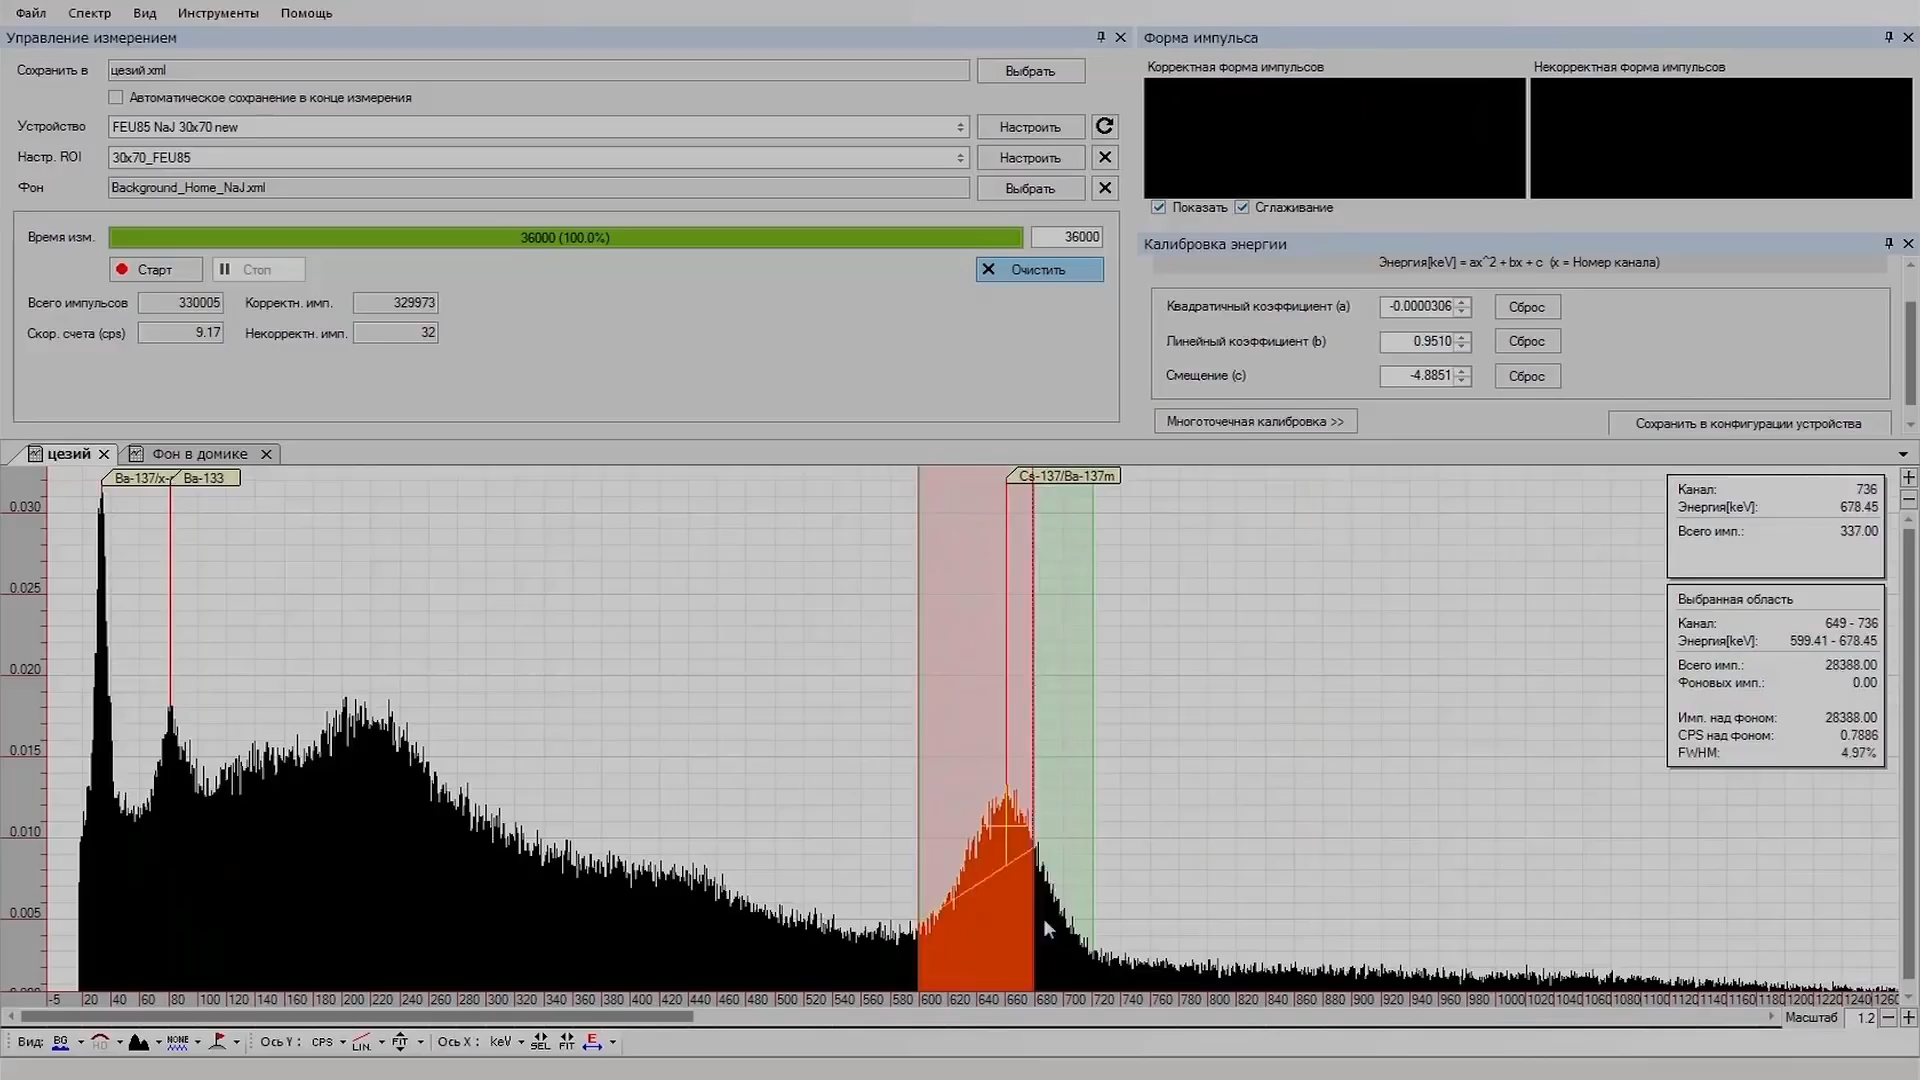 Файл Спектр Вид Инструменты Помощь
Управление измерением
Сохранить в цезий.xml Выбрать
Автоматическое сохранение в конце измерения
Устройство FEU85 NaJ 30x70 new Настроить
Настр. ROI 30x70_FEU85 Настроить
Фон Background_Home_NaJ.xml Выбрать
Время изм. 36000 (100.0%) 36000
Старт Стоп Очистить
Всего импульсов 330005 Корректн. имп. 329973
Скор. счета (cps) 9.17 Некорректн. имп. 32
Форма импульса
Корректная форма импульсов Некорректная форма импульсов
Показать Сглаживание
Калибровка энергии
Энергия[keV] = ax^2 + bx + c (x = Номер канала)
Квадратичный коэффициент (a) -0.0000306 Сброс
Линейный коэффициент (b) 0.9510 Сброс
Смещение (c) -4.8851 Сброс
Многоточечная калибровка >> Сохранить в конфигурации устройства
цезий Фон в домике
Ba-137/x- Ba-133 Cs-137/Ba-137m
0.030
0.025
0.020
0.015
0.010
0.005
Канал: 736
Энергия[keV]: 678.45
Всего имп.: 337.00
Выбранная область
Канал: 649 - 736
Энергия[keV]: 599.41 - 678.45
Всего имп.: 28388.00
Фоновых имп.: 0.00
Имп. над фоном: 28388.00
CPS над фоном: 0.7886
FWHM: 4.97%
-5 20 40 60 80 100 120 140 160 180 200 220 240 260 280 300 320 340 360 380 400 420 440 460 480 500 520 540 560 580 600 620 640 660 680 700 720 740 760 780 800 820 840 860 880 900 920 940 960 980 1000 1020 1040 1060 1080 1100 1120 1140 1160 1180 1200 1220 1240 1260
Масштаб 1.2
Вид: BG HD NONE Ось Y: CPS LIN. FIT Ось X: keV SEL FIT E